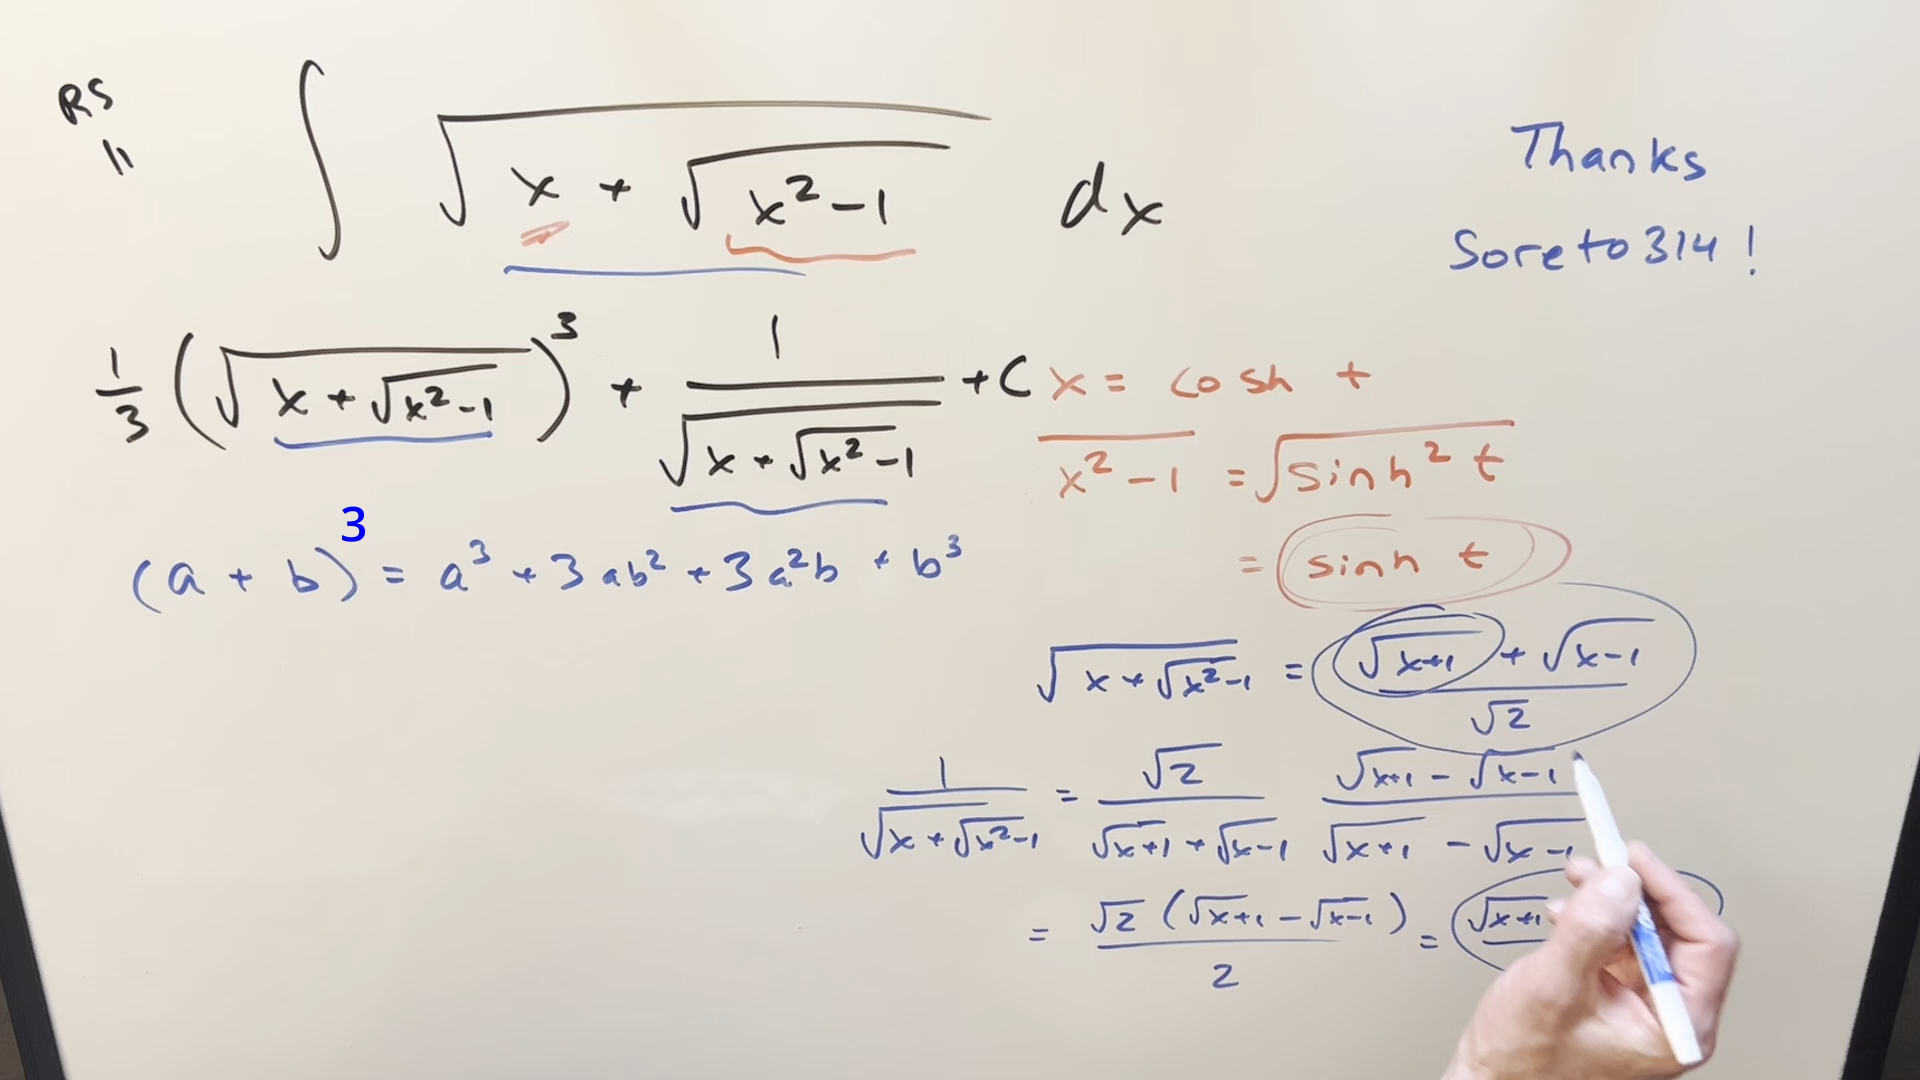 RS
=
∫ √(x + √(x² - 1)) dx
Thanks
Soreto314!
1/3 (√(x + √(x² - 1)))³ + 1/√(x + √(x² - 1)) + C
x = cosh t
√(x² - 1) = √(sinh² t)
= sinh t
(a + b)³ = a³ + 3ab² + 3a²b + b³
√(x + √(x² - 1)) = (√(x+1) + √(x-1))/√2
1/√(x + √(x² - 1)) = √2/(√(x+1) + √(x-1)) (√(x+1) - √(x-1))/(√(x+1) - √(x-1))
= √2 (√(x+1) - √(x-1))/2 = √(x+1)